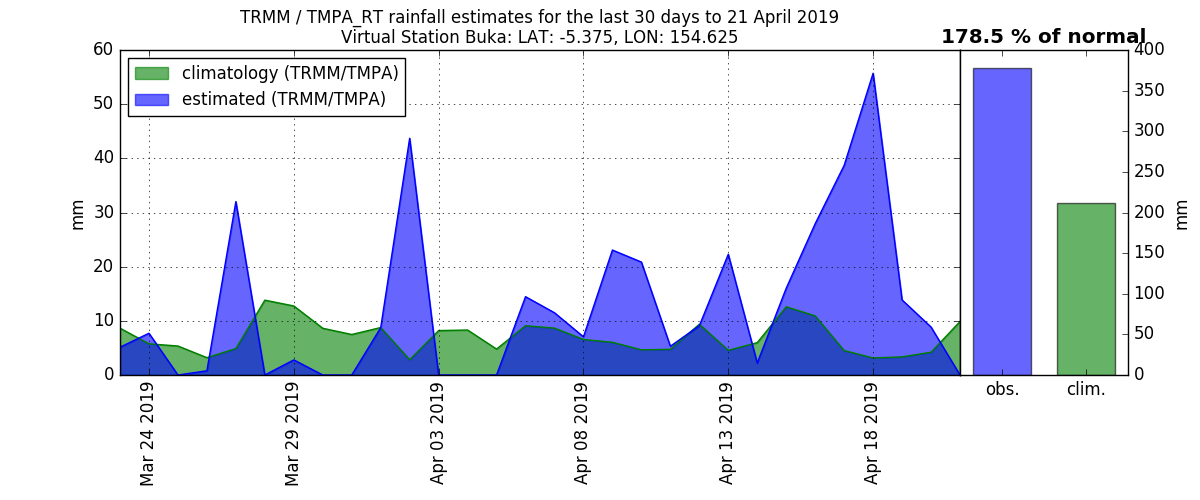 TRMM / TMPA_RT rainfall estimates for the last 30 days to 21 April 2019
Virtual Station Buka: LAT: -5.375, LON: 154.625
178.5 % of normal
climatology (TRMM/TMPA)
estimated (TRMM/TMPA)
60
50
40
30
20
10
0
mm
Mar 24 2019
Mar 29 2019
Apr 03 2019
Apr 08 2019
Apr 13 2019
Apr 18 2019
400
350
300
250
200
150
100
50
0
mm
obs.
clim.